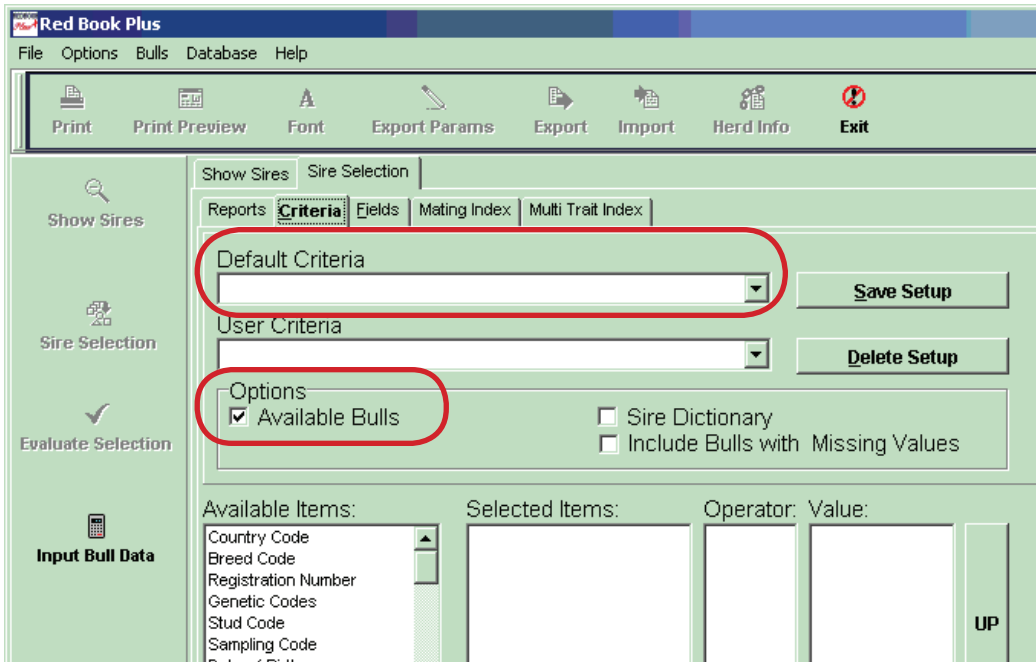 Red Book Plus
File Options Bulls Database Help
Print Print Preview Font Export Params Export Import Herd Info Exit
Show Sires
Sire Selection
Evaluate Selection
Input Bull Data
Show Sires Sire Selection
Reports Criteria Fields Mating Index Multi Trait Index
Default Criteria
Save Setup
User Criteria
Delete Setup
Options
Available Bulls Sire Dictionary
Include Bulls with Missing Values
Available Items: Selected Items: Operator: Value:
Country Code
Breed Code
Registration Number
Genetic Codes
Stud Code
Sampling Code
UP